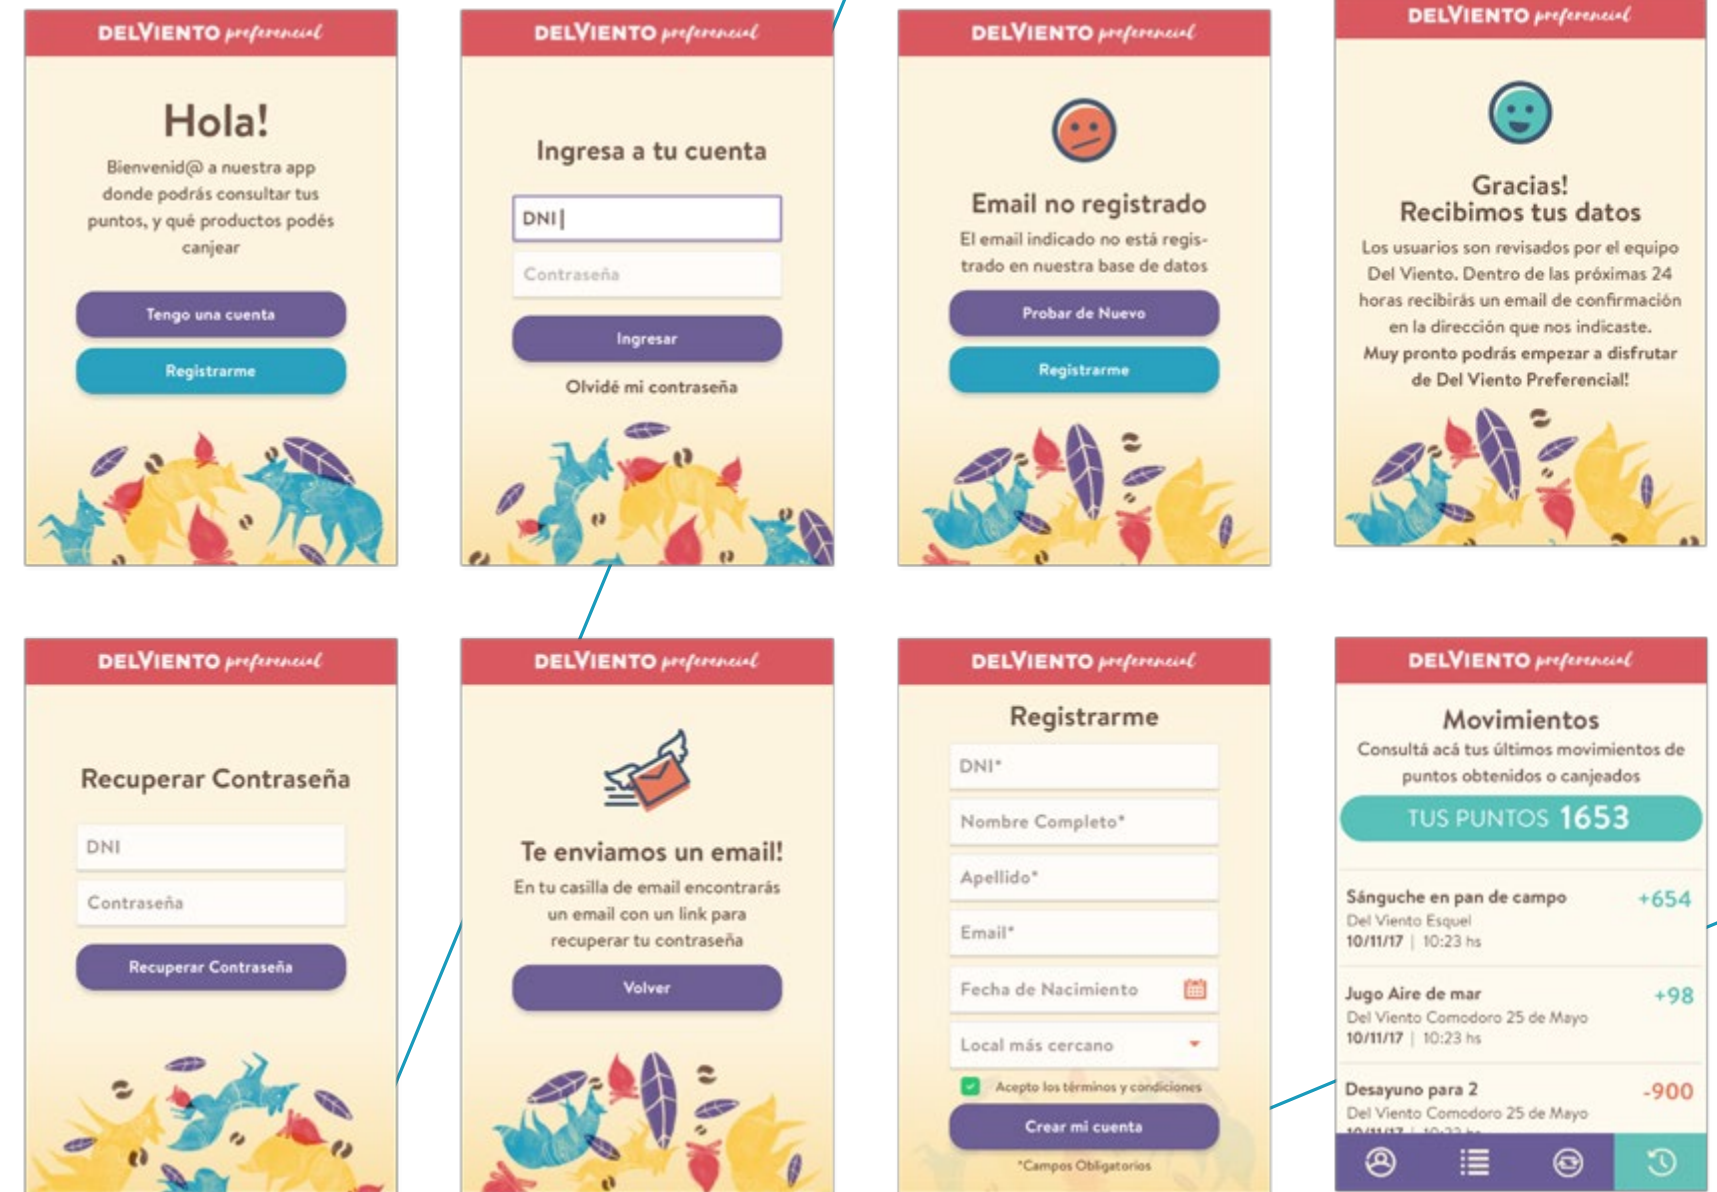 DELVIENTO preferencial
Hola!
Bienvenid@ a nuestra app
donde podrás consultar tus
puntos, y qué productos podés
canjear
Tengo una cuenta
Registrarme
DELVIENTO preferencial
Ingresa a tu cuenta
DNI
Contraseña
Ingresar
Olvidé mi contraseña
DELVIENTO preferencial
Email no registrado
El email indicado no está regis-
trado en nuestra base de datos
Probar de Nuevo
Registrarme
DELVIENTO preferencial
Gracias!
Recibimos tus datos
Los usuarios son revisados por el equipo
Del Viento. Dentro de las próximas 24
horas recibirás un email de confirmación
en la dirección que nos indicaste.
Muy pronto podrás empezar a disfrutar
de Del Viento Preferencial!
DELVIENTO preferencial
Recuperar Contraseña
DNI
Contraseña
Recuperar Contraseña
DELVIENTO preferencial
Te enviamos un email!
En tu casilla de email encontrarás
un email con un link para
recuperar tu contraseña
Volver
DELVIENTO preferencial
Registrarme
DNI*
Nombre Completo*
Apellido*
Email*
Fecha de Nacimiento
Local más cercano
Acepto los términos y condiciones
Crear mi cuenta
*Campos Obligatorios
DELVIENTO preferencial
Movimientos
Consultá acá tus últimos movimientos de
puntos obtenidos o canjeados
TUS PUNTOS 1653
Sánguche en pan de campo +654
Del Viento Esquel
10/11/17 | 10:23 hs
Jugo Aire de mar +98
Del Viento Comodoro 25 de Mayo
10/11/17 | 10:23 hs
Desayuno para 2 -900
Del Viento Comodoro 25 de Mayo
10/11/17 | 10:23 hs